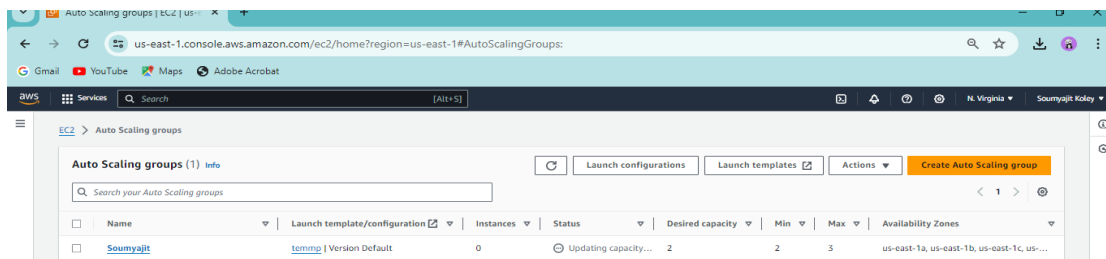 Auto Scaling groups | EC2 | us-e
us-east-1.console.aws.amazon.com/ec2/home?region=us-east-1#AutoScalingGroups:
Gmail YouTube Maps Adobe Acrobat
aws Services Search [Alt+S] N. Virginia Soumyajit Koley
EC2 > Auto Scaling groups
Auto Scaling groups (1) Info Launch configurations Launch templates Actions Create Auto Scaling group
Search your Auto Scaling groups 1
Name Launch template/configuration Instances Status Desired capacity Min Max Availability Zones
Soumyajit temmp | Version Default 0 Updating capacity... 2 2 3 us-east-1a, us-east-1b, us-east-1c, us-...